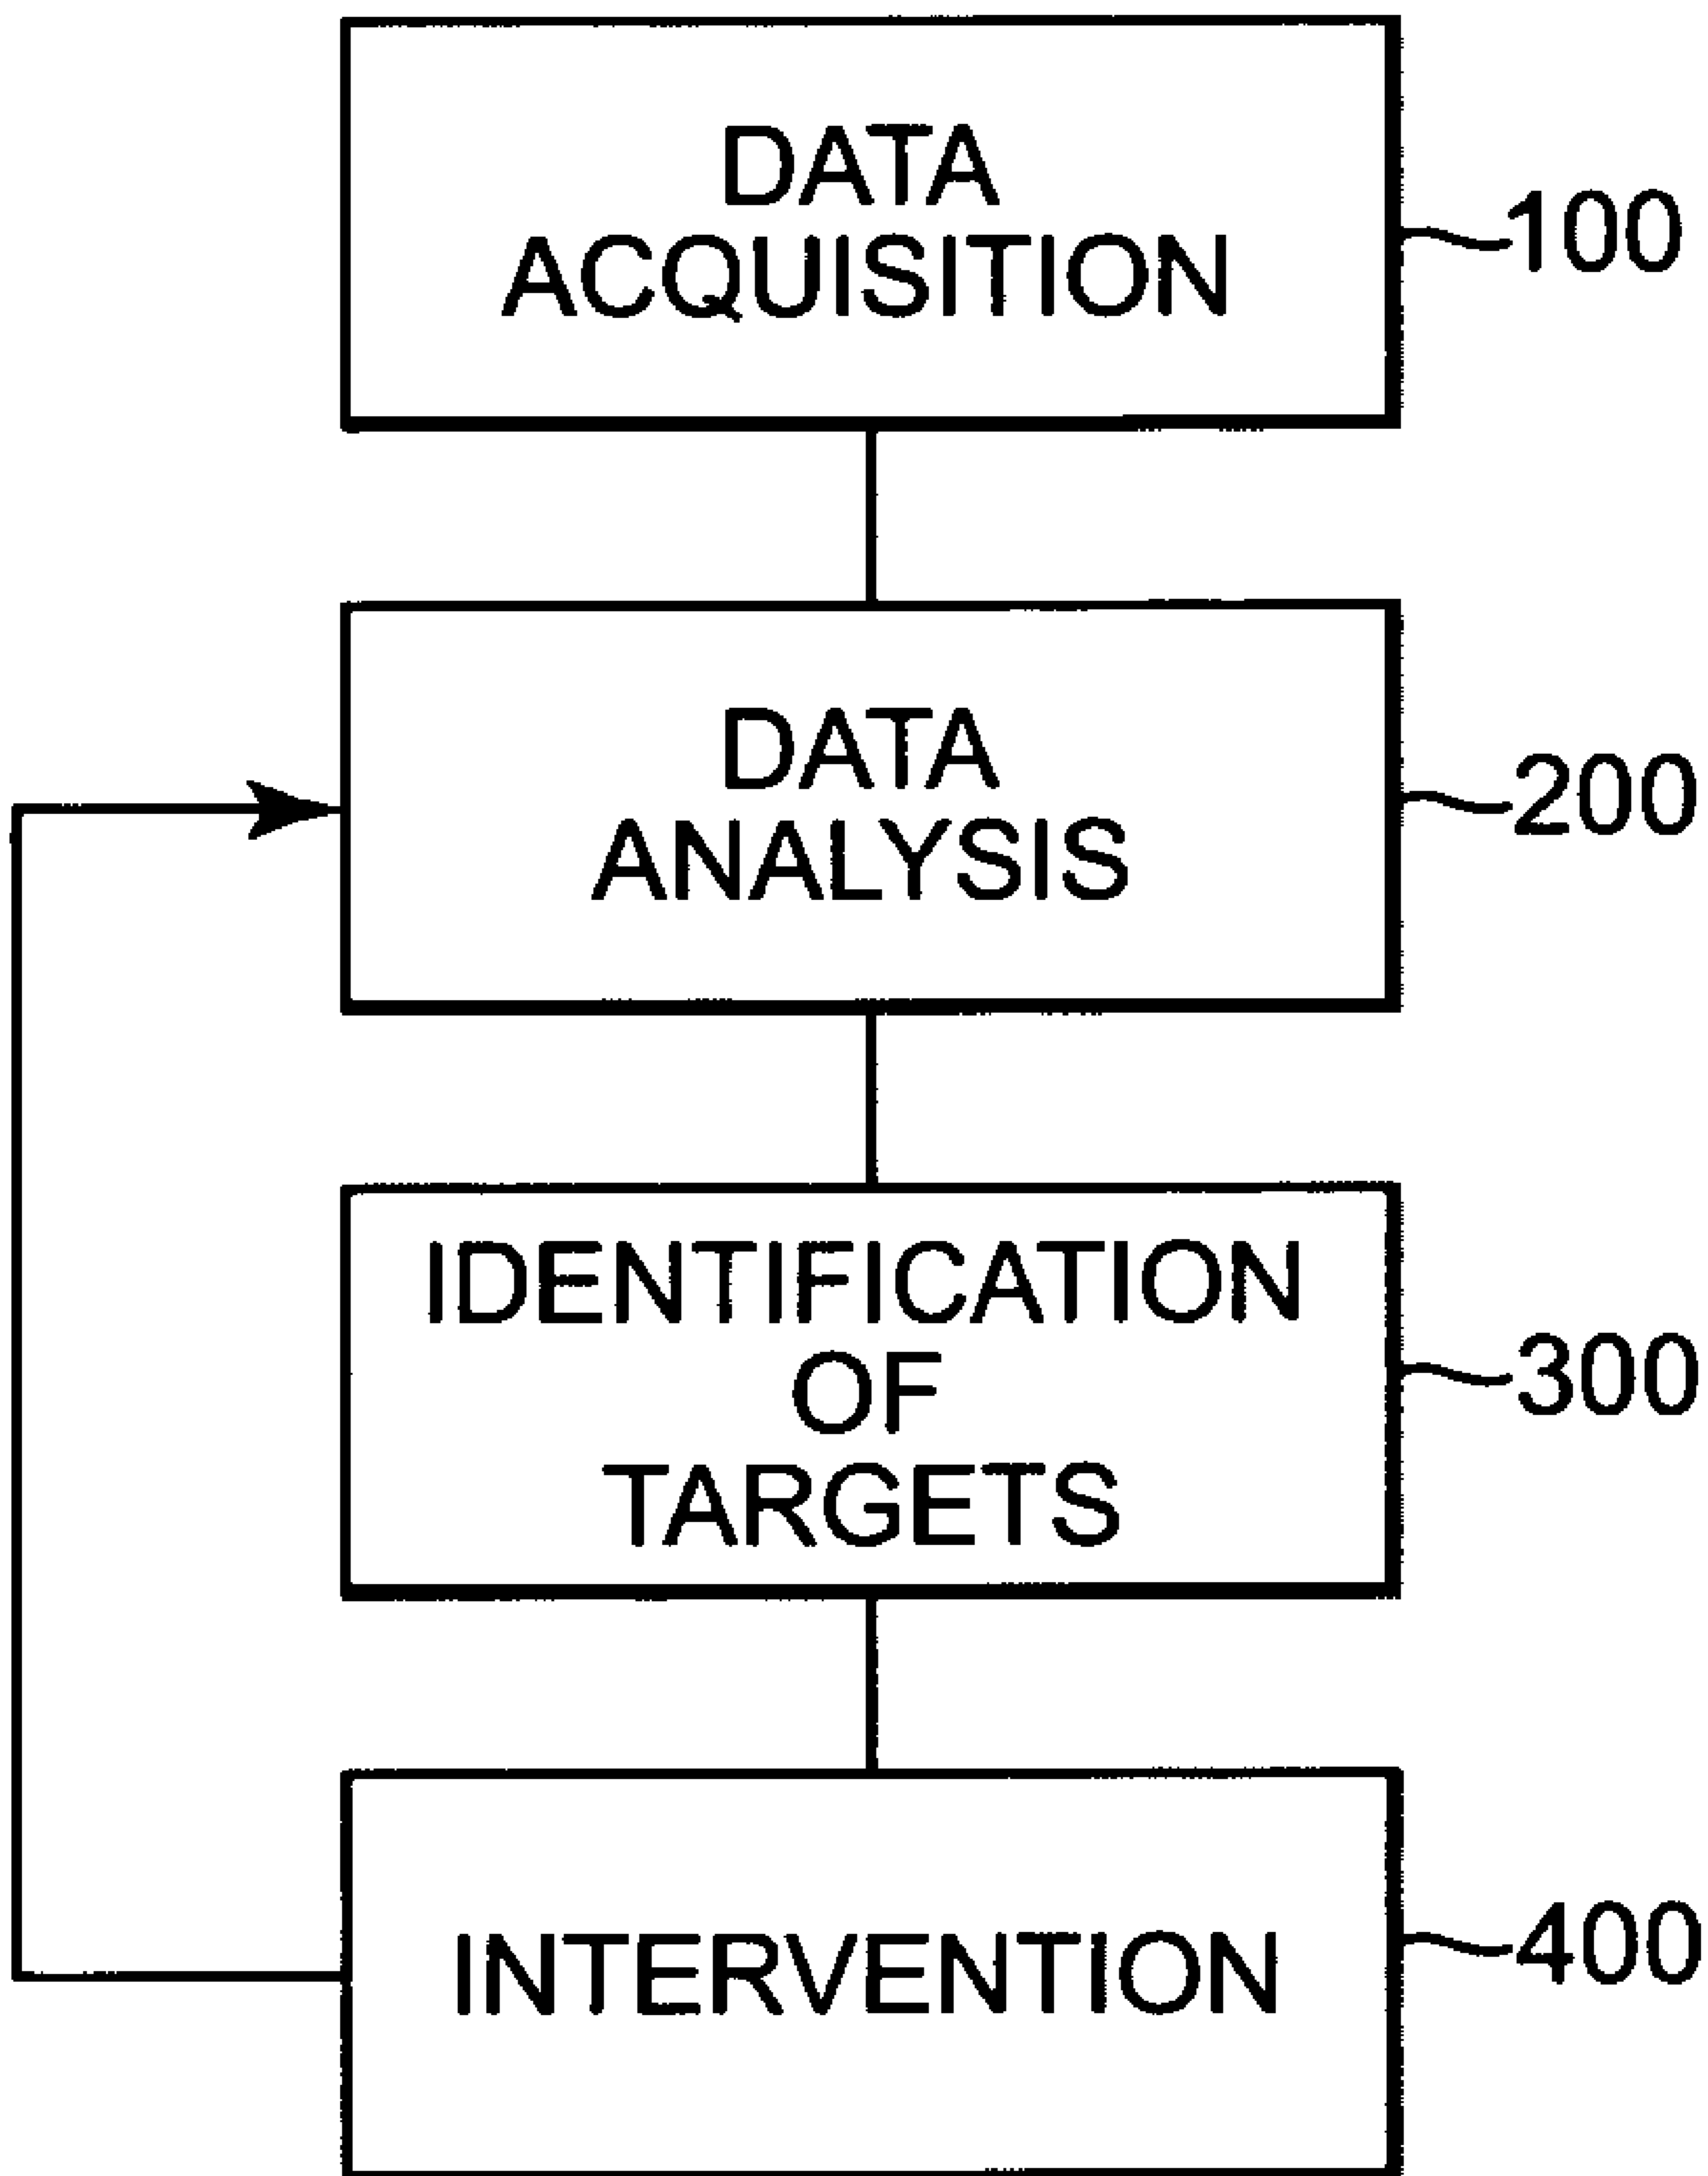 DATA
ACQUISITION
100
DATA
ANALYSIS
200
IDENTIFICATION
OF
TARGETS
300
INTERVENTION
400